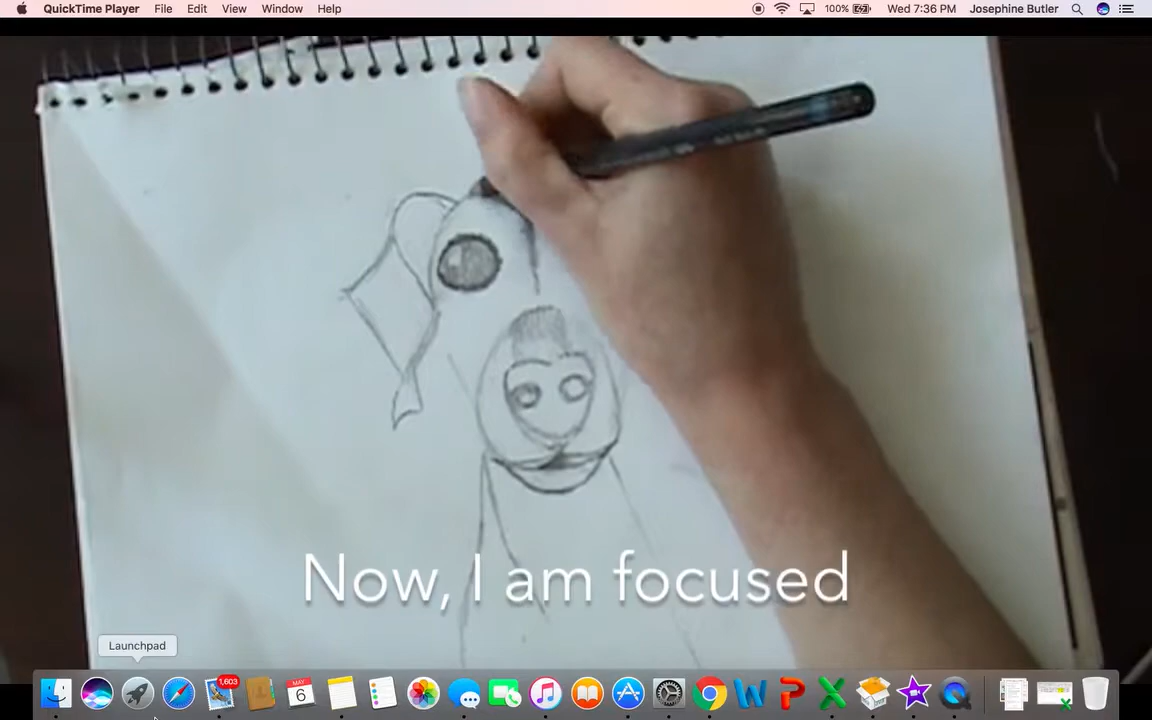 QuickTime Player File Edit View Window Help 100% Wed 7:36 PM Josephine Butler
Now, I am focused
Launchpad
1,603
MAY
6